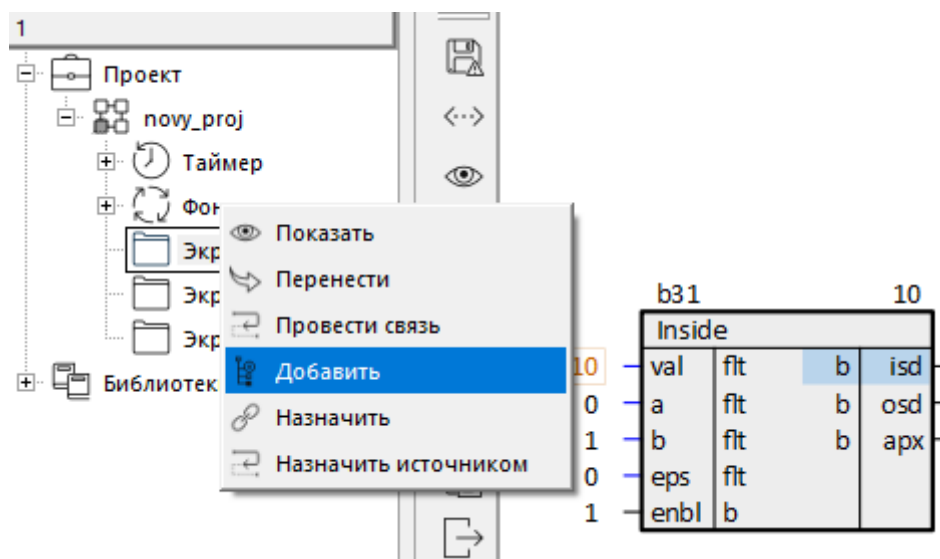 1
Проект
novy_proj
Таймер
Фон
Экр
Экр
Экр
Библиотек
Показать
Перенести
Провести связь
Добавить
Назначить
Назначить источником
b31 10
Inside
10 val flt b isd
0 a flt b osd
1 b flt b apx
0 eps flt
1 enbl b